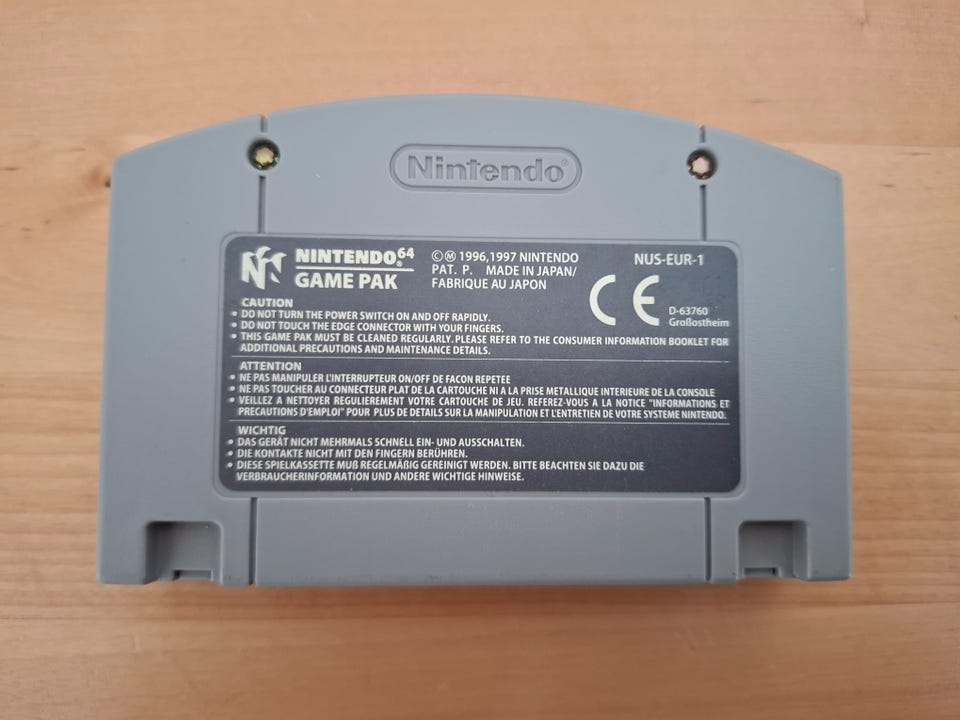 Nintendo®
NINTENDO 64®
GAME PAK
©Ⓜ 1996,1997 NINTENDO
PAT. P. MADE IN JAPAN/
FABRIQUE AU JAPON
NUS-EUR-1
CE
D-63760
Großostheim
CAUTION
• DO NOT TURN THE POWER SWITCH ON AND OFF RAPIDLY.
• DO NOT TOUCH THE EDGE CONNECTOR WITH YOUR FINGERS.
• THIS GAME PAK MUST BE CLEANED REGULARLY. PLEASE REFER TO THE CONSUMER INFORMATION BOOKLET FOR
ADDITIONAL PRECAUTIONS AND MAINTENANCE DETAILS.
ATTENTION
• NE PAS MANIPULER L'INTERRUPTEUR ON/OFF DE FACON REPETEE
• NE PAS TOUCHER AU CONNECTEUR PLAT DE LA CARTOUCHE NI A LA PRISE METALLIQUE INTERIEURE DE LA CONSOLE
• VEILLEZ A NETTOYER REGULIEREMENT VOTRE CARTOUCHE DE JEU. REFEREZ-VOUS A LA NOTICE "INFORMATIONS ET
PRECAUTIONS D'EMPLOI" POUR PLUS DE DETAILS SUR LA MANIPULATION ET L'ENTRETIEN DE VOTRE SYSTEME NINTENDO.
WICHTIG
• DAS GERÄT NICHT MEHRMALS SCHNELL EIN- UND AUSSCHALTEN.
• DIE KONTAKTE NICHT MIT DEN FINGERN BERÜHREN.
• DIESE SPIELKASSETTE MUß REGELMÄßIG GEREINIGT WERDEN. BITTE BEACHTEN SIE DAZU DIE
VERBRAUCHERINFORMATION UND ANDERE WICHTIGE HINWEISE.